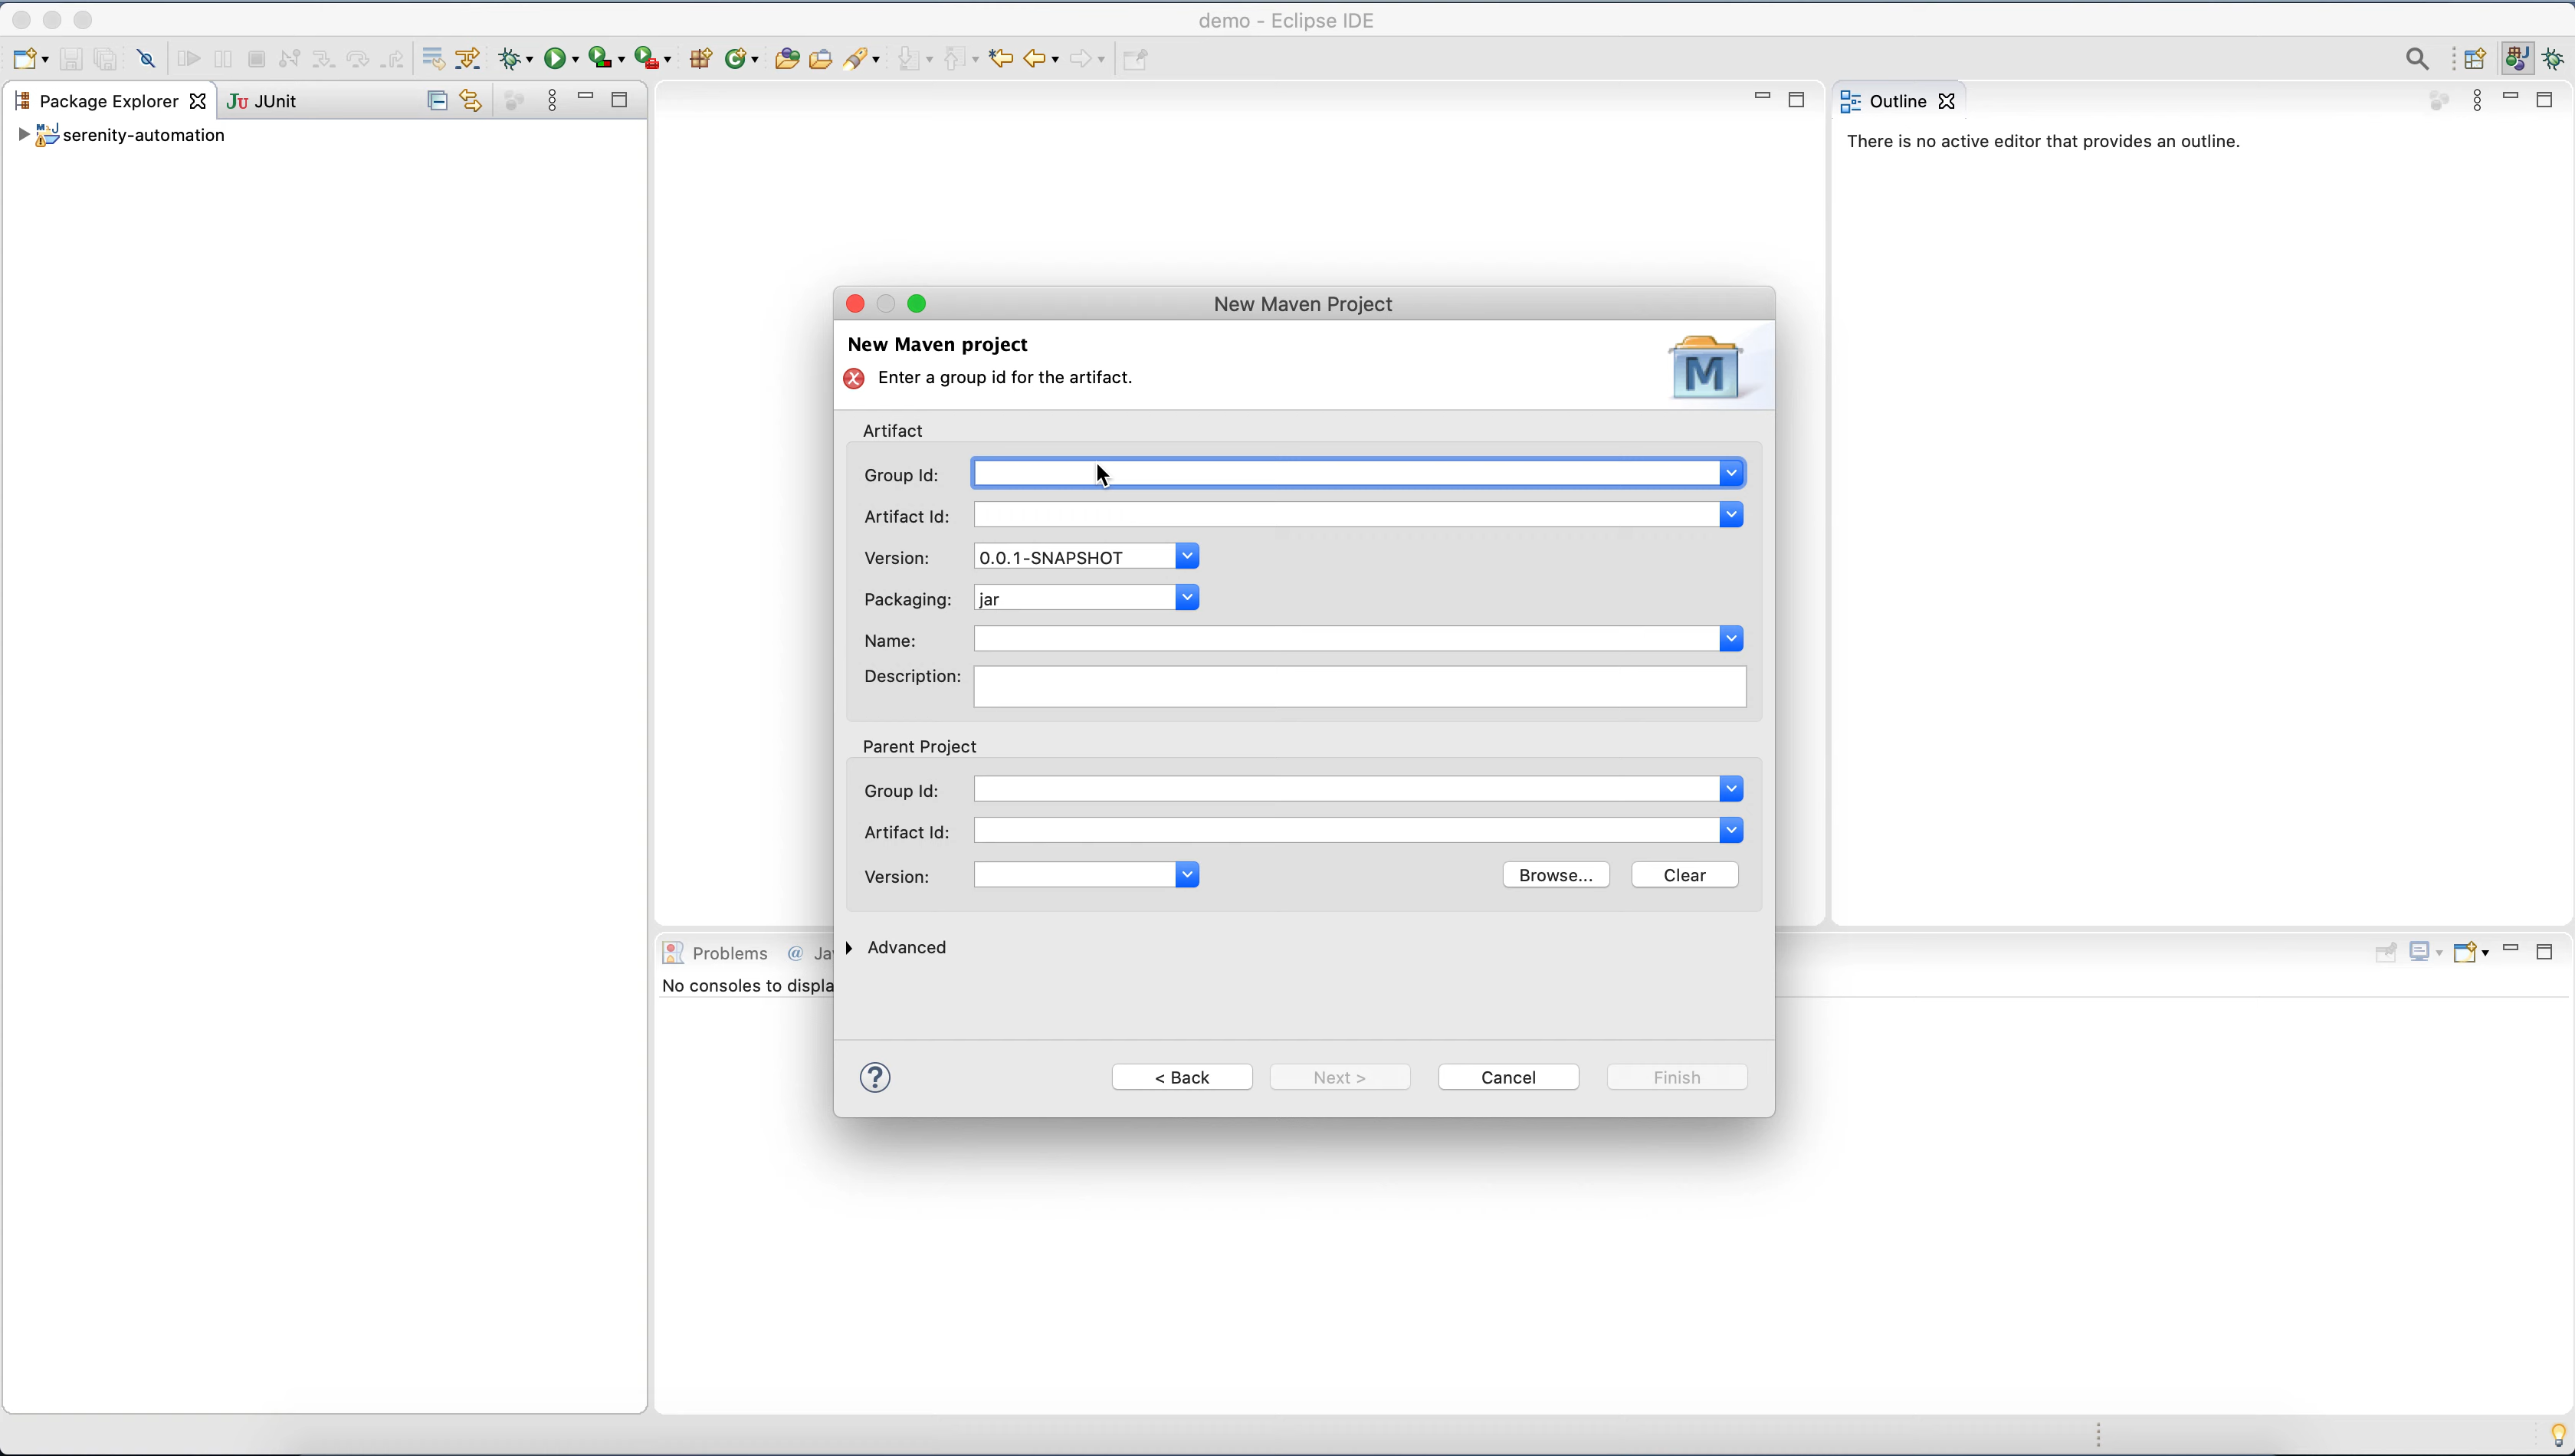 demo - Eclipse IDE
Package Explorer
JU JUnit
Outline
serenity-automation
There is no active editor that provides an outline.
New Maven Project
New Maven project
Enter a group id for the artifact.
M
Artifact
Group Id:
Artifact Id:
Version: 0.0.1-SNAPSHOT
Packaging: jar
Name:
Description:
Parent Project
Group Id:
Artifact Id:
Version:
Browse... Clear
Advanced
Problems @ Ja
No consoles to displa
? < Back Next > Cancel Finish